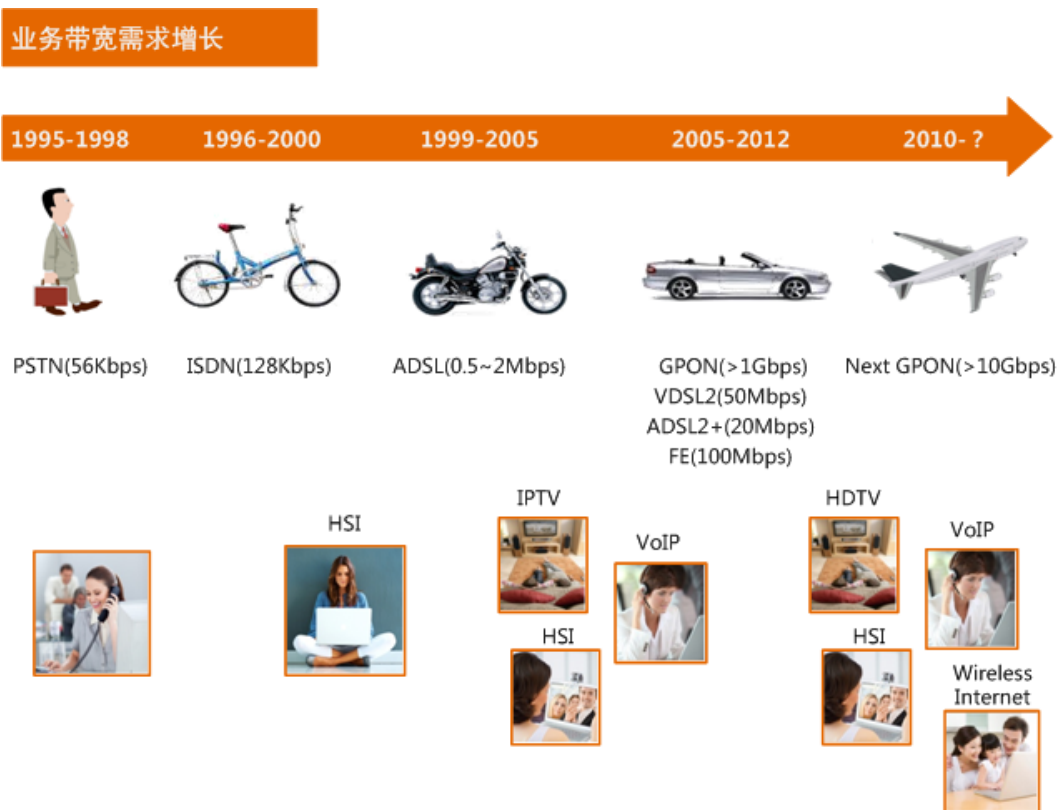 业务带宽需求增长
1995-1998
1996-2000
1999-2005
2005-2012
2010- ?
PSTN(56Kbps)
ISDN(128Kbps)
ADSL(0.5~2Mbps)
GPON(>1Gbps)
VDSL2(50Mbps)
ADSL2+(20Mbps)
FE(100Mbps)
Next GPON(>10Gbps)
HSI
IPTV
VoIP
HSI
HDTV
VoIP
HSI
Wireless
Internet